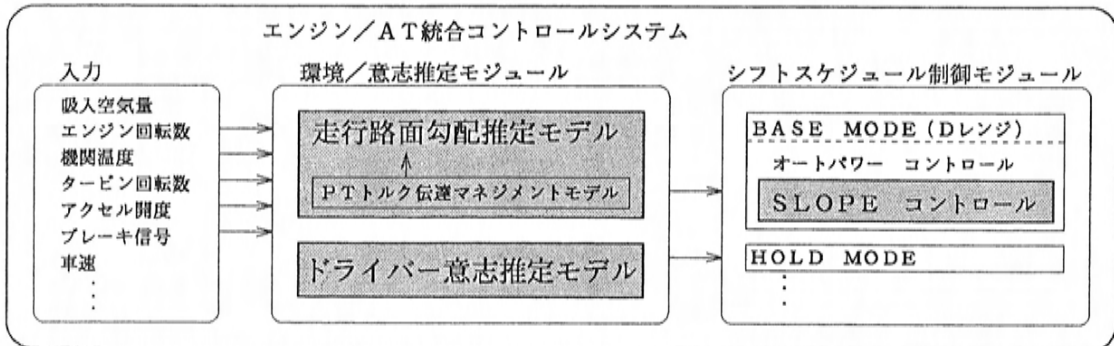 エンジン／AT統合コントロールシステム
入力
吸入空気量
エンジン回転数
機関温度
タービン回転数
アクセル開度
ブレーキ信号
車速
環境／意志推定モジュール
走行路面勾配推定モデル
PTトルク伝達マネジメントモデル
ドライバー意志推定モデル
シフトスケジュール制御モジュール
BASE MODE（Dレンジ）
オートパワー コントロール
SLOPE コントロール
HOLD MODE